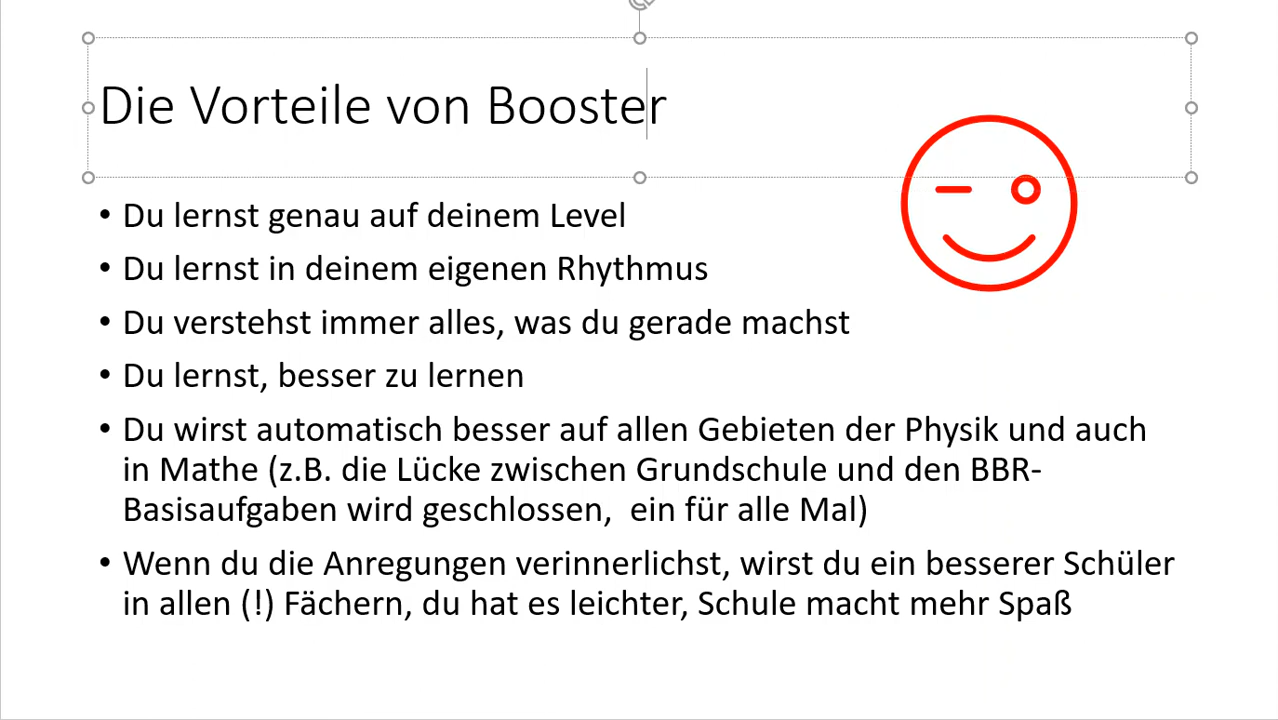 Die Vorteile von Booster
• Du lernst genau auf deinem Level
• Du lernst in deinem eigenen Rhythmus
• Du verstehst immer alles, was du gerade machst
• Du lernst, besser zu lernen
• Du wirst automatisch besser auf allen Gebieten der Physik und auch
in Mathe (z.B. die Lücke zwischen Grundschule und den BBR-
Basisaufgaben wird geschlossen,  ein für alle Mal)
• Wenn du die Anregungen verinnerlichst, wirst du ein besserer Schüler
in allen (!) Fächern, du hat es leichter, Schule macht mehr Spaß